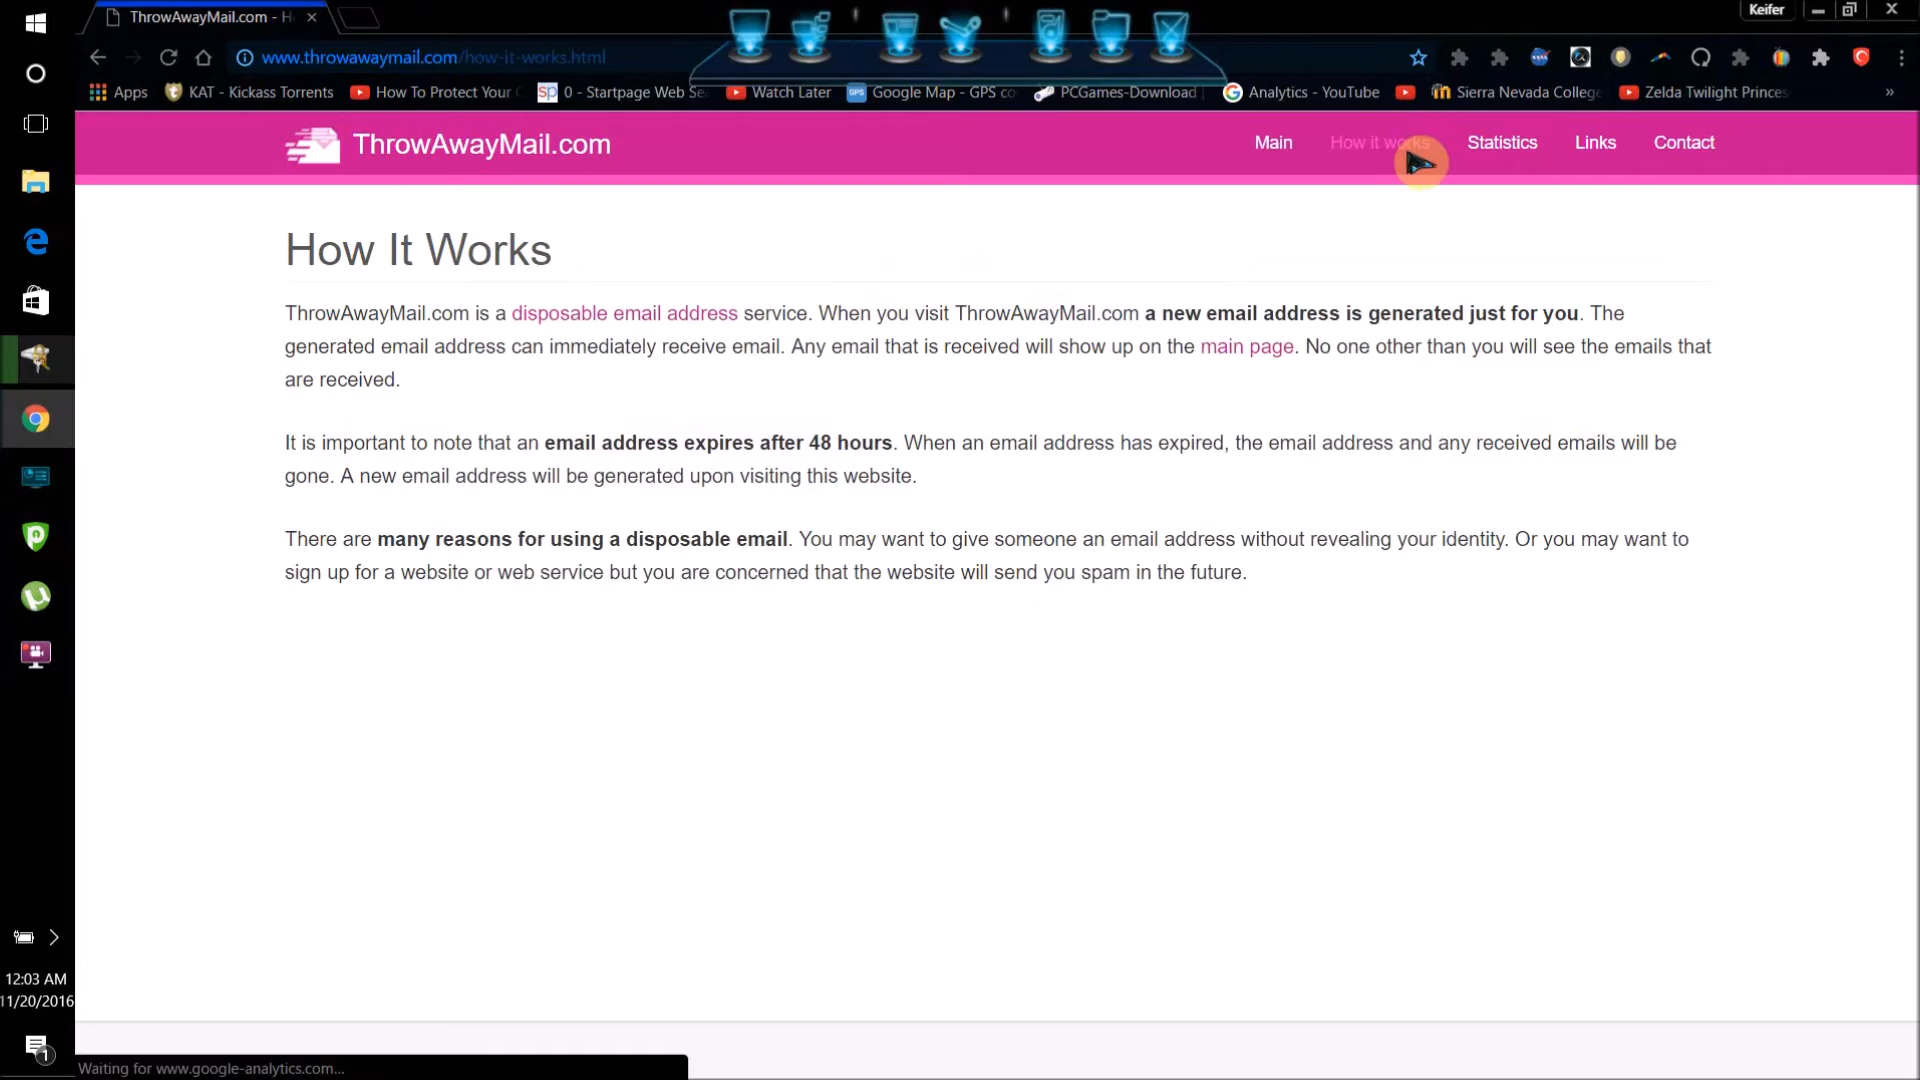 ThrowAwayMail.com - H
Keifer
www.throwawaymail.com/how-it-works.html
Apps
KAT - Kickass Torrents
How To Protect Your
sp
0 - Startpage Web Se
Watch Later
GPS
Google Map - GPS co
PCGames-Download
Analytics - YouTube
Sierra Nevada College
Zelda Twilight Princes
»
ThrowAwayMail.com
Main
How it works
Statistics
Links
Contact
How It Works
ThrowAwayMail.com is a disposable email address service. When you visit ThrowAwayMail.com a new email address is generated just for you. The
generated email address can immediately receive email. Any email that is received will show up on the main page. No one other than you will see the emails that
are received.
It is important to note that an email address expires after 48 hours. When an email address has expired, the email address and any received emails will be
gone. A new email address will be generated upon visiting this website.
There are many reasons for using a disposable email. You may want to give someone an email address without revealing your identity. Or you may want to
sign up for a website or web service but you are concerned that the website will send you spam in the future.
12:03 AM
11/20/2016
1
Waiting for www.google-analytics.com...